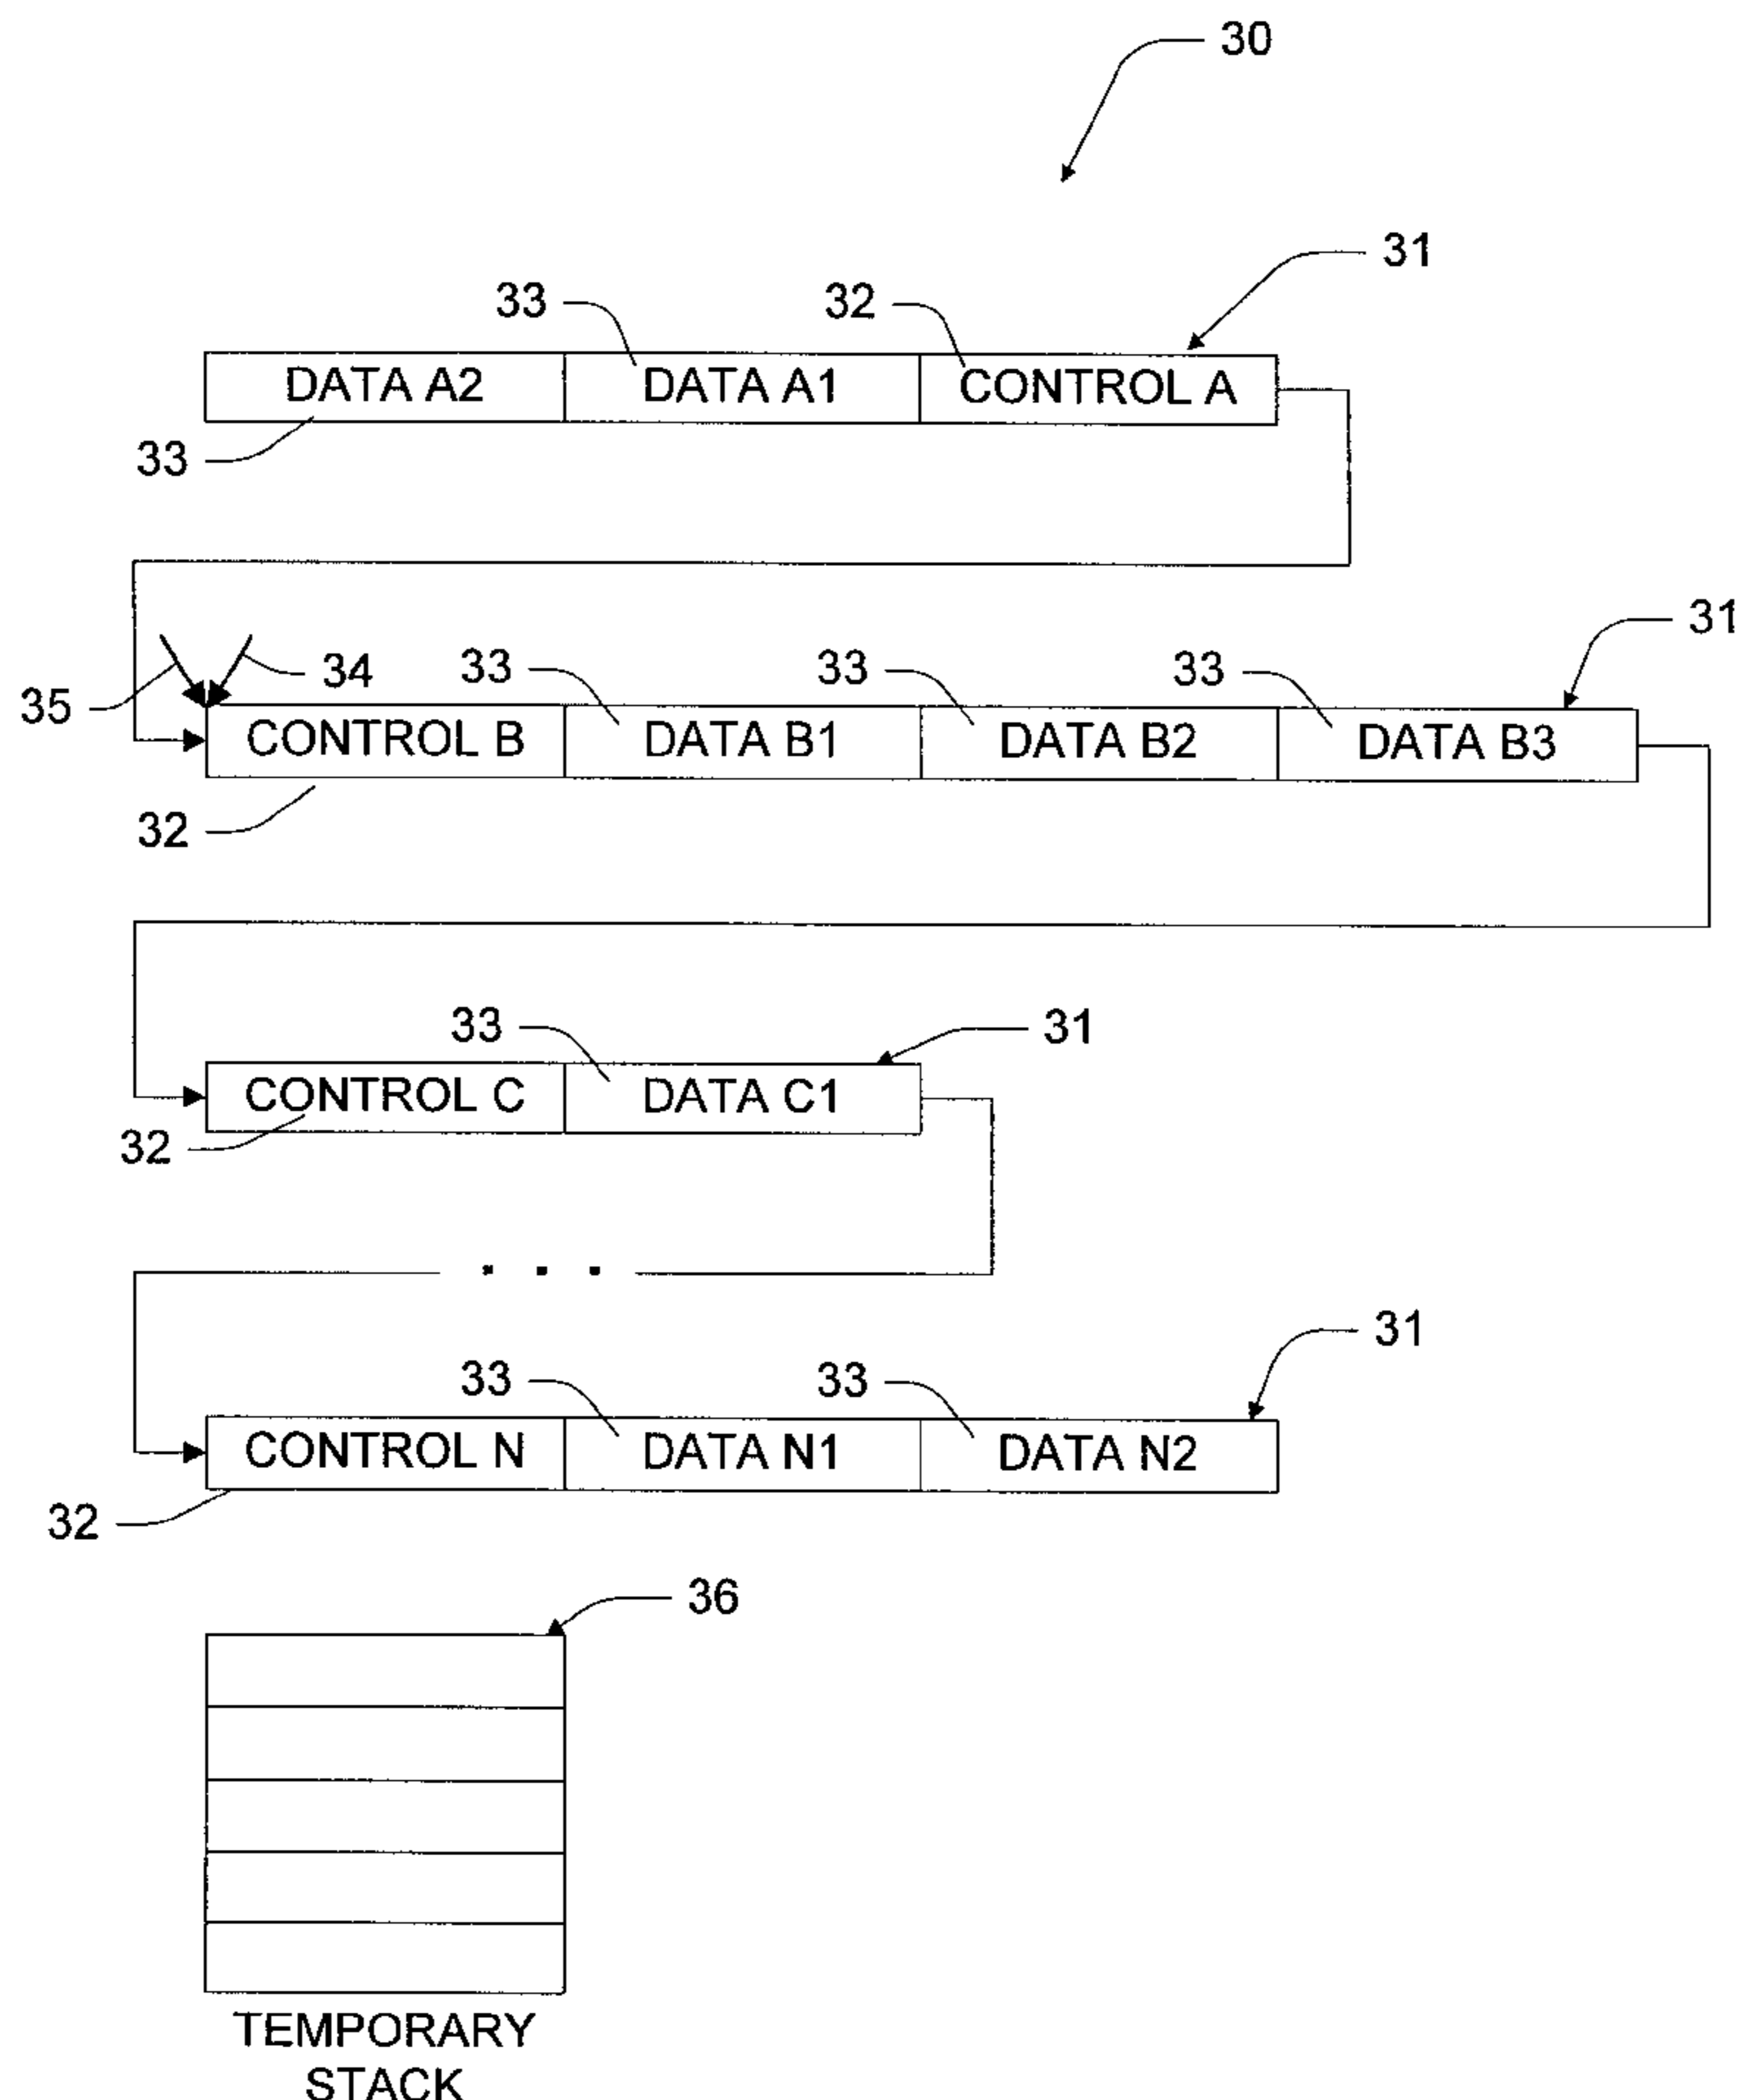 30
31
33 32
DATA A2 DATA A1 CONTROL A
33
31
35 34 33 33 33
CONTROL B DATA B1 DATA B2 DATA B3
32
33 31
CONTROL C DATA C1
32
. . .
31
33 33
CONTROL N DATA N1 DATA N2
32
36
TEMPORARY
STACK